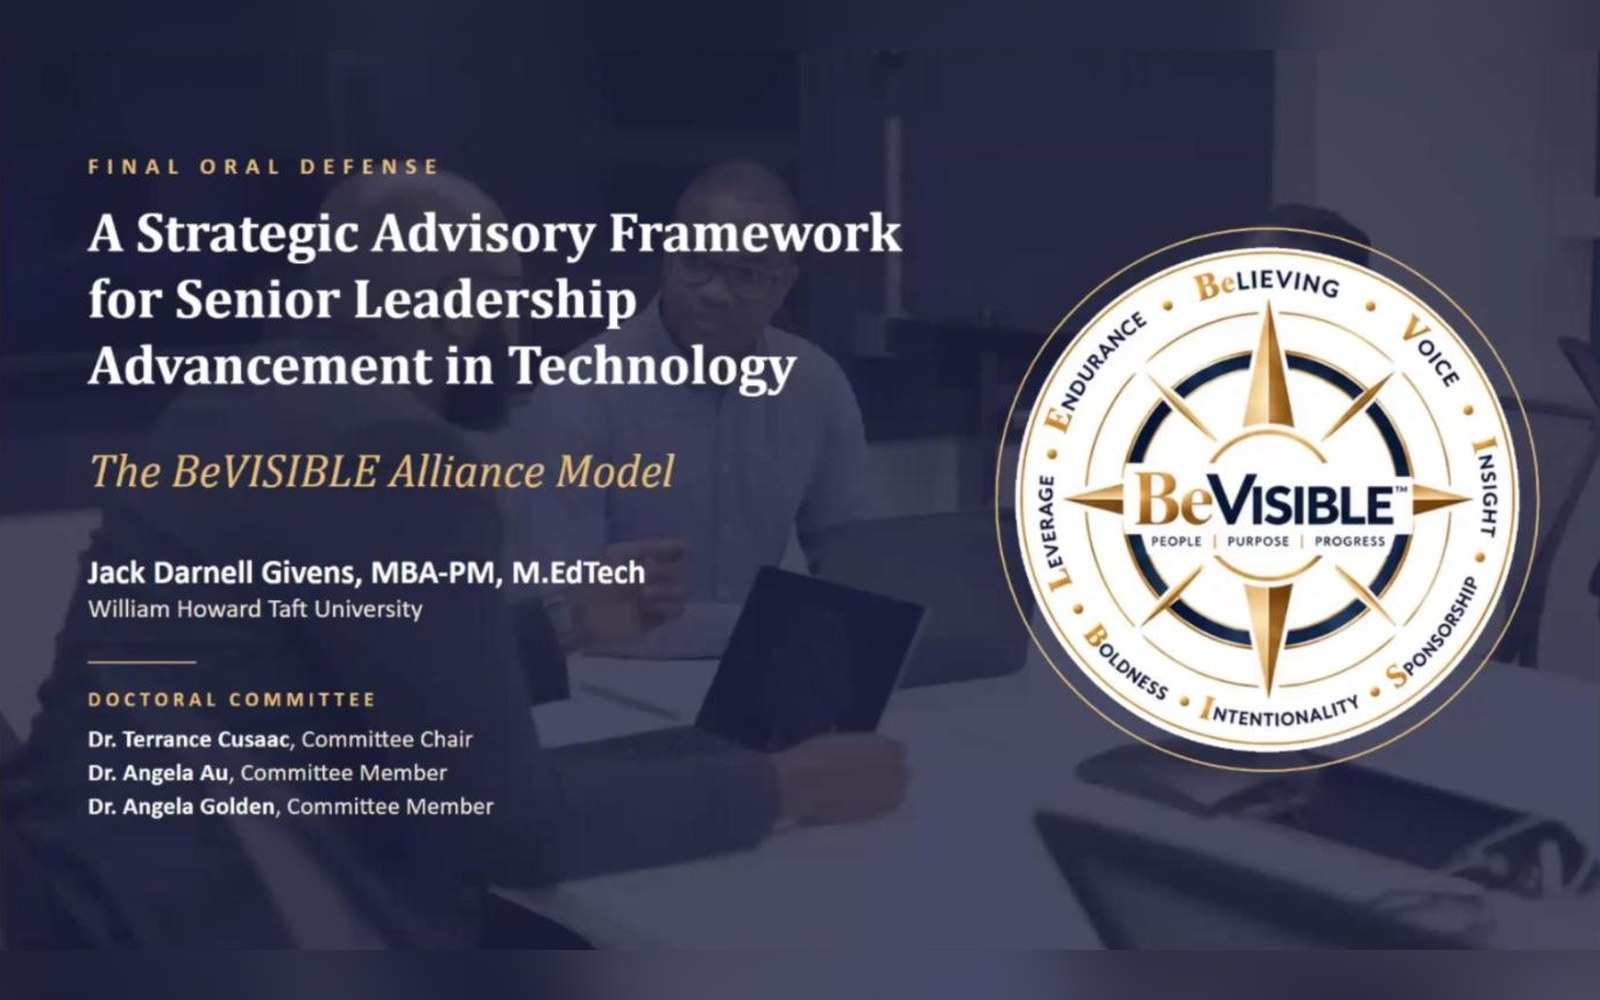 FINAL ORAL DEFENSE
A Strategic Advisory Framework
for Senior Leadership
Advancement in Technology
The BeVISIBLE Alliance Model
Jack Darnell Givens, MBA-PM, M.EdTech
William Howard Taft University
DOCTORAL COMMITTEE
Dr. Terrance Cusaac, Committee Chair
Dr. Angela Au, Committee Member
Dr. Angela Golden, Committee Member
BeLIEVING • VOICE • INSIGHT • SPONSORSHIP • INTENTIONALITY • BOLDNESS • LEVERAGE • ENDURANCE •
BeVISIBLE™
PEOPLE | PURPOSE | PROGRESS